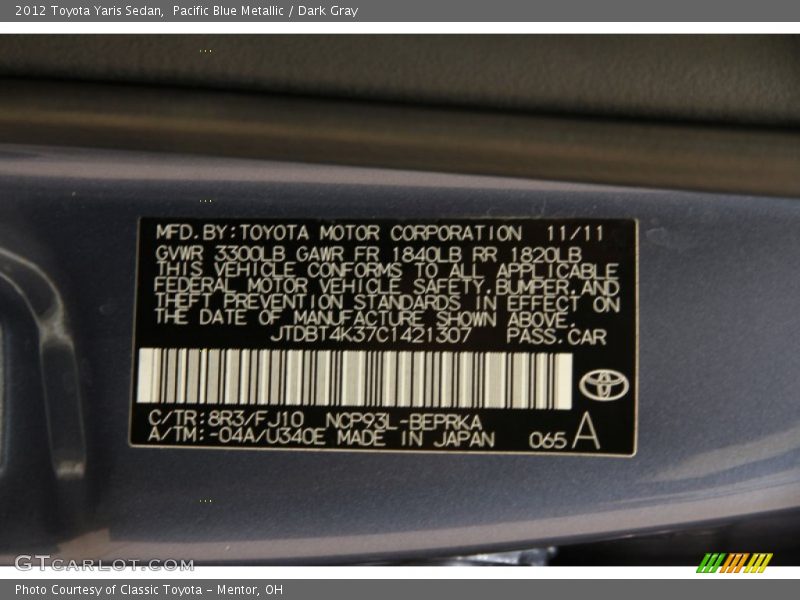 2012 Toyota Yaris Sedan, Pacific Blue Metallic / Dark Gray
MFD.BY:TOYOTA MOTOR CORPORATION 11/11
GVWR 3300LB GAWR FR 1840LB RR 1820LB
THIS VEHICLE CONFORMS TO ALL APPLICABLE
FEDERAL MOTOR VEHICLE SAFETY,BUMPER,AND
THEFT PREVENTION STANDARDS IN EFFECT ON
THE DATE OF MANUFACTURE SHOWN ABOVE.
JTDBT4K37C1421307 PASS.CAR
C/TR:8R3/FJ10 NCP93L-BEPRKA
A/TM:-04A/U340E MADE IN JAPAN 065 A
GTCARLOT.COM
Photo Courtesy of Classic Toyota - Mentor, OH